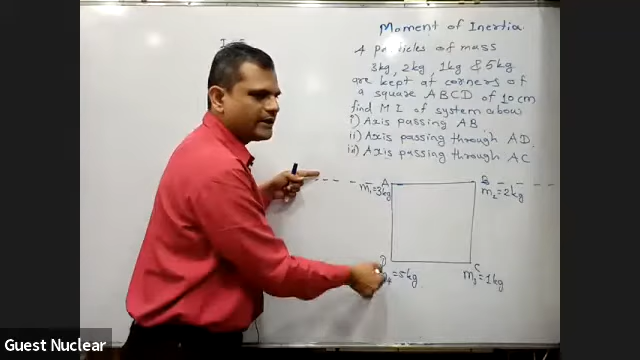 Moment of Inertia.
4 particles of mass
3kg, 2kg, 1kg & 5kg
are kept at corners of
a square ABCD of 10cm
find M I of system abow
i) Axis passing AB.
ii) Axis passing through AD.
iii) Axis passing through AC
A
B
m₁=3kg
m₂=2kg
D
C
=5kg
m₃=1kg
Guest Nuclear